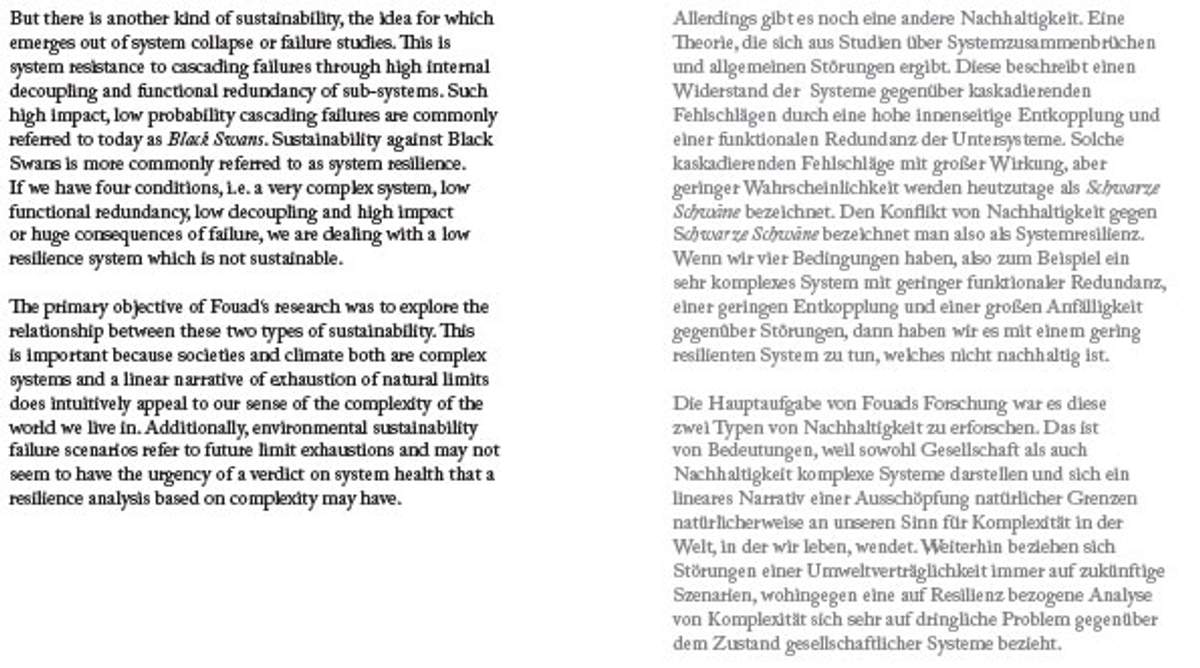 But there is another kind of sustainability, the idea for which
emerges out of system collapse or failure studies. This is
system resistance to cascading failures through high internal
decoupling and functional redundancy of sub-systems. Such
high impact, low probability cascading failures are commonly
referred to today as Black Swans. Sustainability against Black
Swans is more commonly referred to as system resilience.
If we have four conditions, i.e. a very complex system, low
functional redundancy, low decoupling and high impact
or huge consequences of failure, we are dealing with a low
resilience system which is not sustainable.

The primary objective of Fouad's research was to explore the
relationship between these two types of sustainability. This
is important because societies and climate both are complex
systems and a linear narrative of exhaustion of natural limits
does intuitively appeal to our sense of the complexity of the
world we live in. Additionally, environmental sustainability
failure scenarios refer to future limit exhaustions and may not
seem to have the urgency of a verdict on system health that a
resilience analysis based on complexity may have.

Allerdings gibt es noch eine andere Nachhaltigkeit. Eine
Theorie, die sich aus Studien über Systemzusammenbrüchen
und allgemeinen Störungen ergibt. Diese beschreibt einen
Widerstand der Systeme gegenüber kaskadierenden
Fehlschlägen durch eine hohe innenseitige Entkopplung und
einer funktionalen Redundanz der Untersysteme. Solche
kaskadierenden Fehlschläge mit großer Wirkung, aber
geringer Wahrscheinlichkeit werden heutzutage als Schwarze
Schwäne bezeichnet. Den Konflikt von Nachhaltigkeit gegen
Schwarze Schwäne bezeichnet man also als Systemresilienz.
Wenn wir vier Bedingungen haben, also zum Beispiel ein
sehr komplexes System mit geringer funktionaler Redundanz,
einer geringen Entkopplung und einer großen Anfälligkeit
gegenüber Störungen, dann haben wir es mit einem gering
resilienten System zu tun, welches nicht nachhaltig ist.

Die Hauptaufgabe von Fouads Forschung war es diese
zwei Typen von Nachhaltigkeit zu erforschen. Das ist
von Bedeutungen, weil sowohl Gesellschaft als auch
Nachhaltigkeit komplexe Systeme darstellen und sich ein
lineares Narrativ einer Ausschöpfung natürlicher Grenzen
natürlicherweise an unseren Sinn für Komplexität in der
Welt, in der wir leben, wendet. Weiterhin beziehen sich
Störungen einer Umweltverträglichkeit immer auf zukünftige
Szenarien, wohingegen eine auf Resilienz bezogene Analyse
von Komplexität sich sehr auf dringliche Problem gegenüber
dem Zustand gesellschaftlicher Systeme bezieht.